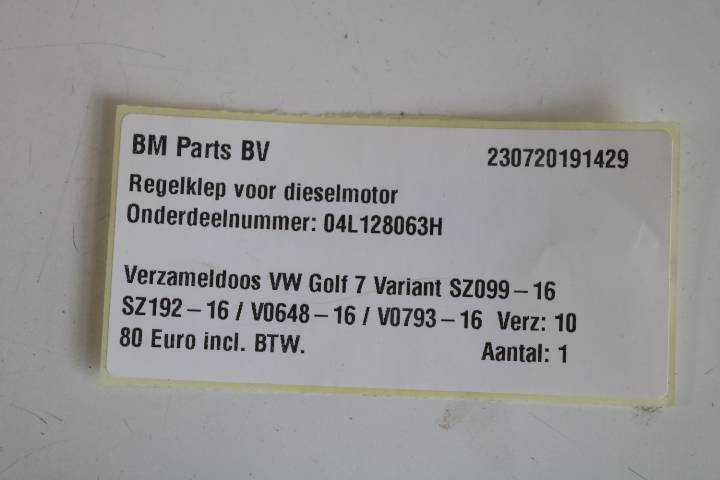 BM Parts BV 230720191429
Regelklep voor dieselmotor
Onderdeelnummer: 04L128063H
Verzameldoos VW Golf 7 Variant SZ099-16
SZ192-16 / V0648-16 / V0793-16 Verz: 10
80 Euro incl. BTW. Aantal: 1